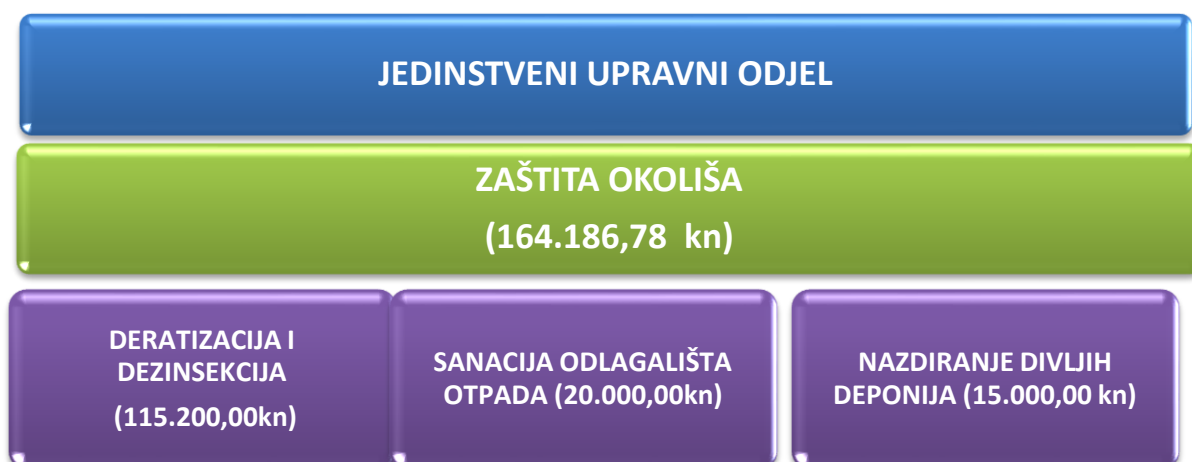 JEDINSTVENI UPRAVNI ODJEL
ZAŠTITA OKOLIŠA
(164.186,78 kn)
DERATIZACIJA I
DEZINSEKCIJA
(115.200,00kn)
SANACIJA ODLAGALIŠTA
OTPADA (20.000,00kn)
NAZDIRANJE DIVLJIH
DEPONIJA (15.000,00 kn)